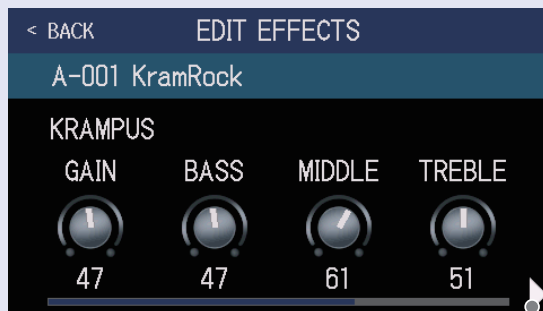 < BACK EDIT EFFECTS
A-001 KramRock
KRAMPUS
GAIN BASS MIDDLE TREBLE
47 47 61 51